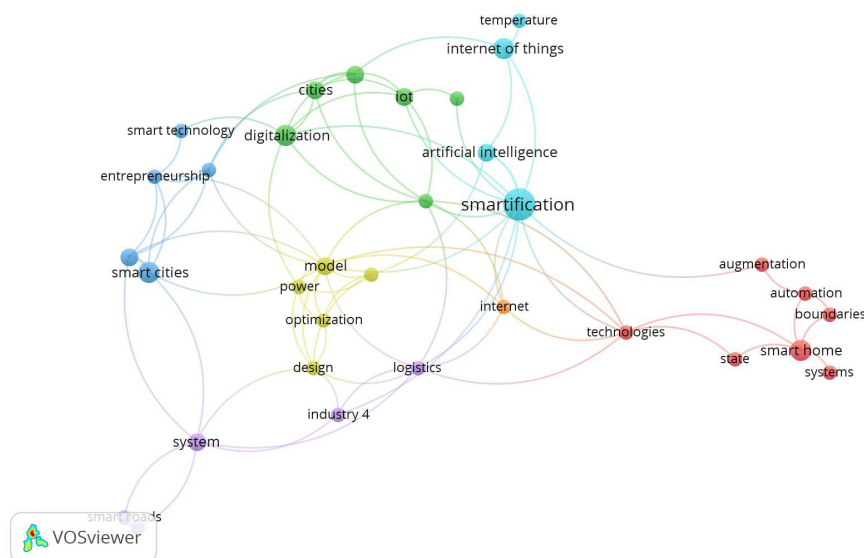 temperature
internet of things
cities
iot
smart technology
digitalization
artificial intelligence
entrepreneurship
smartification
smart cities
model
augmentation
power
automation
internet
boundaries
optimization
technologies
smart home
state
design
logistics
systems
industry 4
system
smart roads
VOSviewer